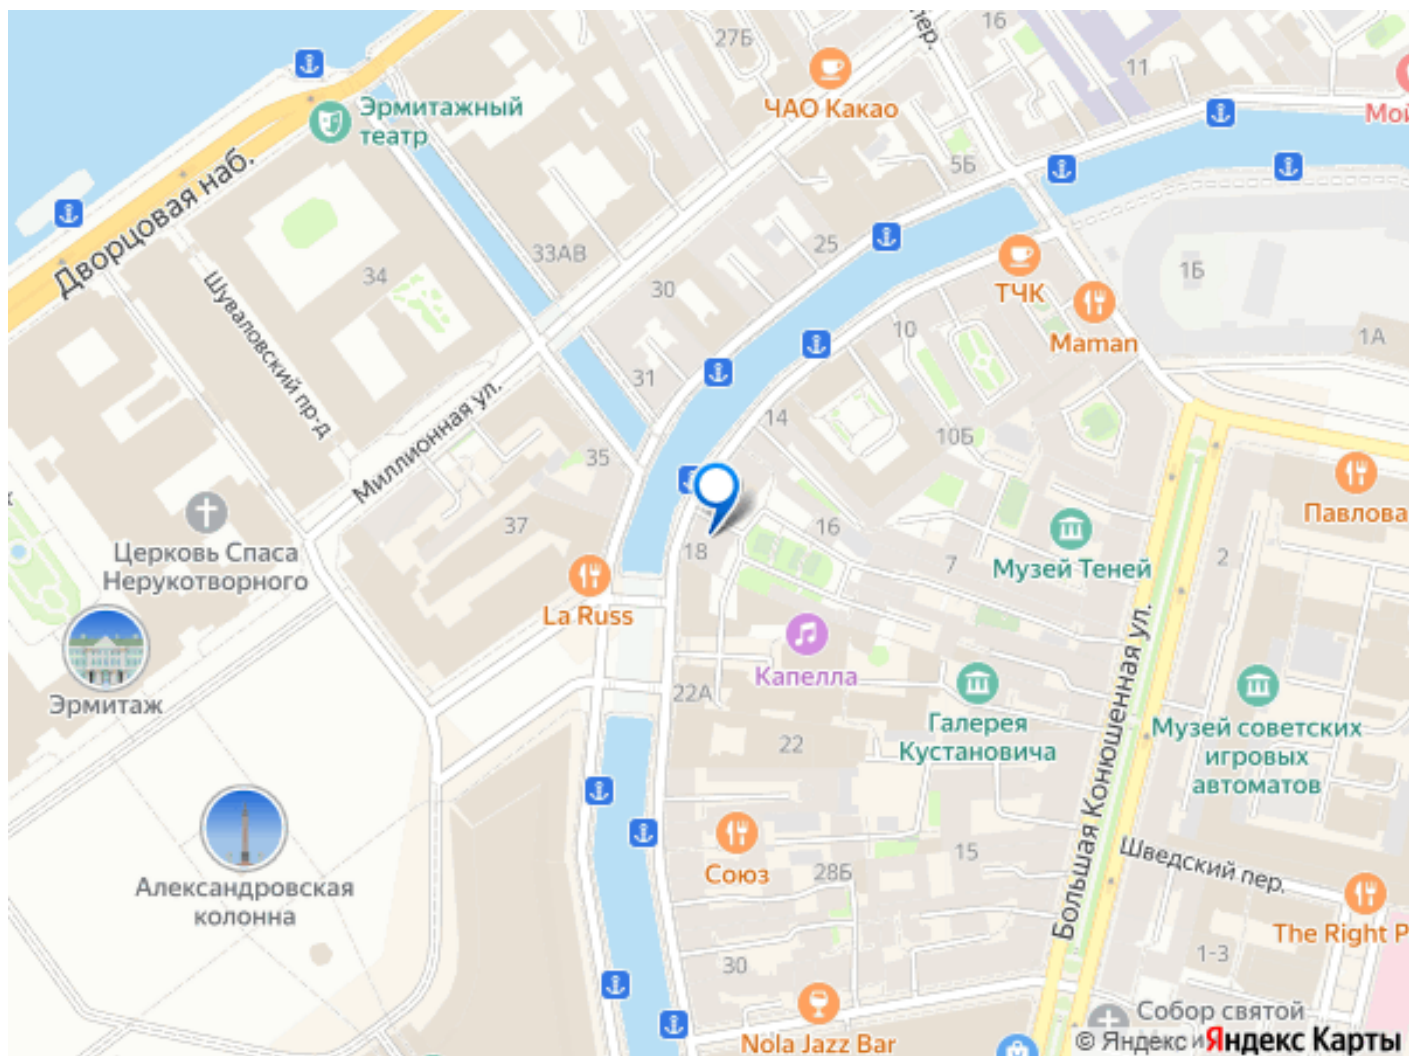 27Б
пер.
16
11
ЧАО Какао
Мой
Эрмитажный
театр
5Б
Дворцовая наб.
33АВ
25
1Б
34
30
ТЧК
Шуваловский пр-д
10
Maman
1А
31
14
Миллионная ул.
35
10Б
Павлова
37
16
18
Церковь Спаса
Нерукотворного
7
Музей Теней
2
La Russ
Капелла
Эрмитаж
22А
Галерея
Кустановича
22
Большая Конюшенная ул.
Музей советских
игровых
автоматов
Александровская
колонна
Союз
28Б
15
Шведский пер.
The Right P
30
1-3
Nola Jazz Bar
Собор святой
© Яндекс
Яндекс Карты